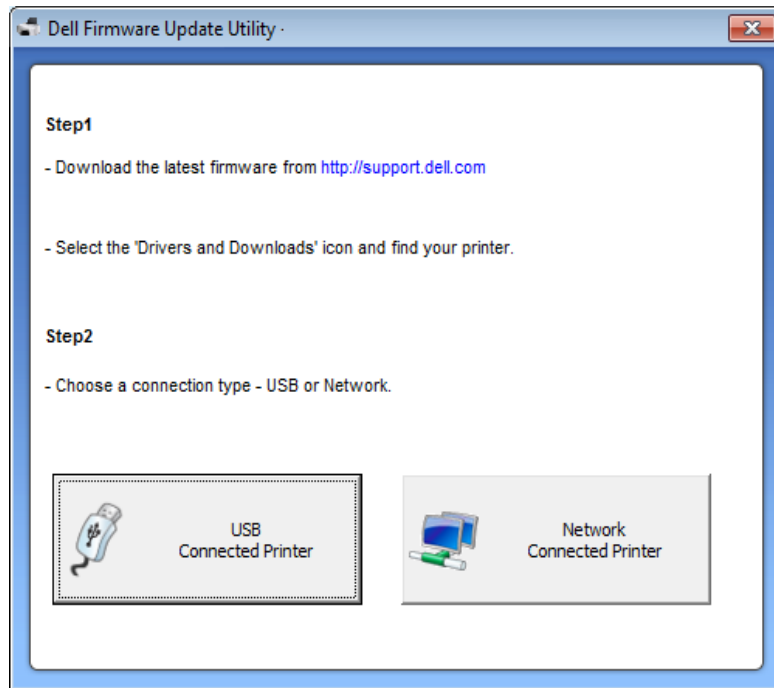 Dell Firmware Update Utility ·
Step1
- Download the latest firmware from http://support.dell.com
- Select the 'Drivers and Downloads' icon and find your printer.
Step2
- Choose a connection type - USB or Network.
USB
Connected Printer
Network
Connected Printer